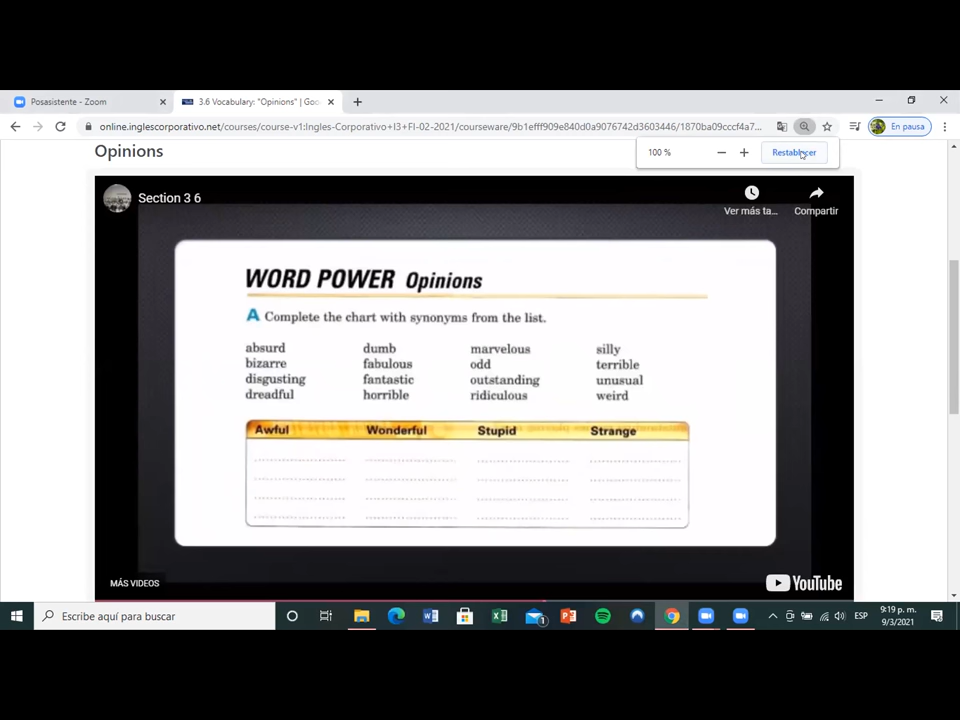 Posasistente - Zoom
3.6 Vocabulary: "Opinions" | Goo
online.inglescorporativo.net/courses/course-v1:Ingles-Corporativo+I3+FI-02-2021/courseware/9b1efff909e840d0a9076742d3603446/1870ba09cccf4a7...
En pausa
Opinions
100 %
Restablecer
Section 3 6
Ver más ta...
Compartir
WORD POWER Opinions
A Complete the chart with synonyms from the list.
absurd dumb marvelous silly
bizarre fabulous odd terrible
disgusting fantastic outstanding unusual
dreadful horrible ridiculous weird
Awful Wonderful Stupid Strange
MÁS VIDEOS
YouTube
Escribe aquí para buscar
1
ESP
9:19 p. m.
9/3/2021